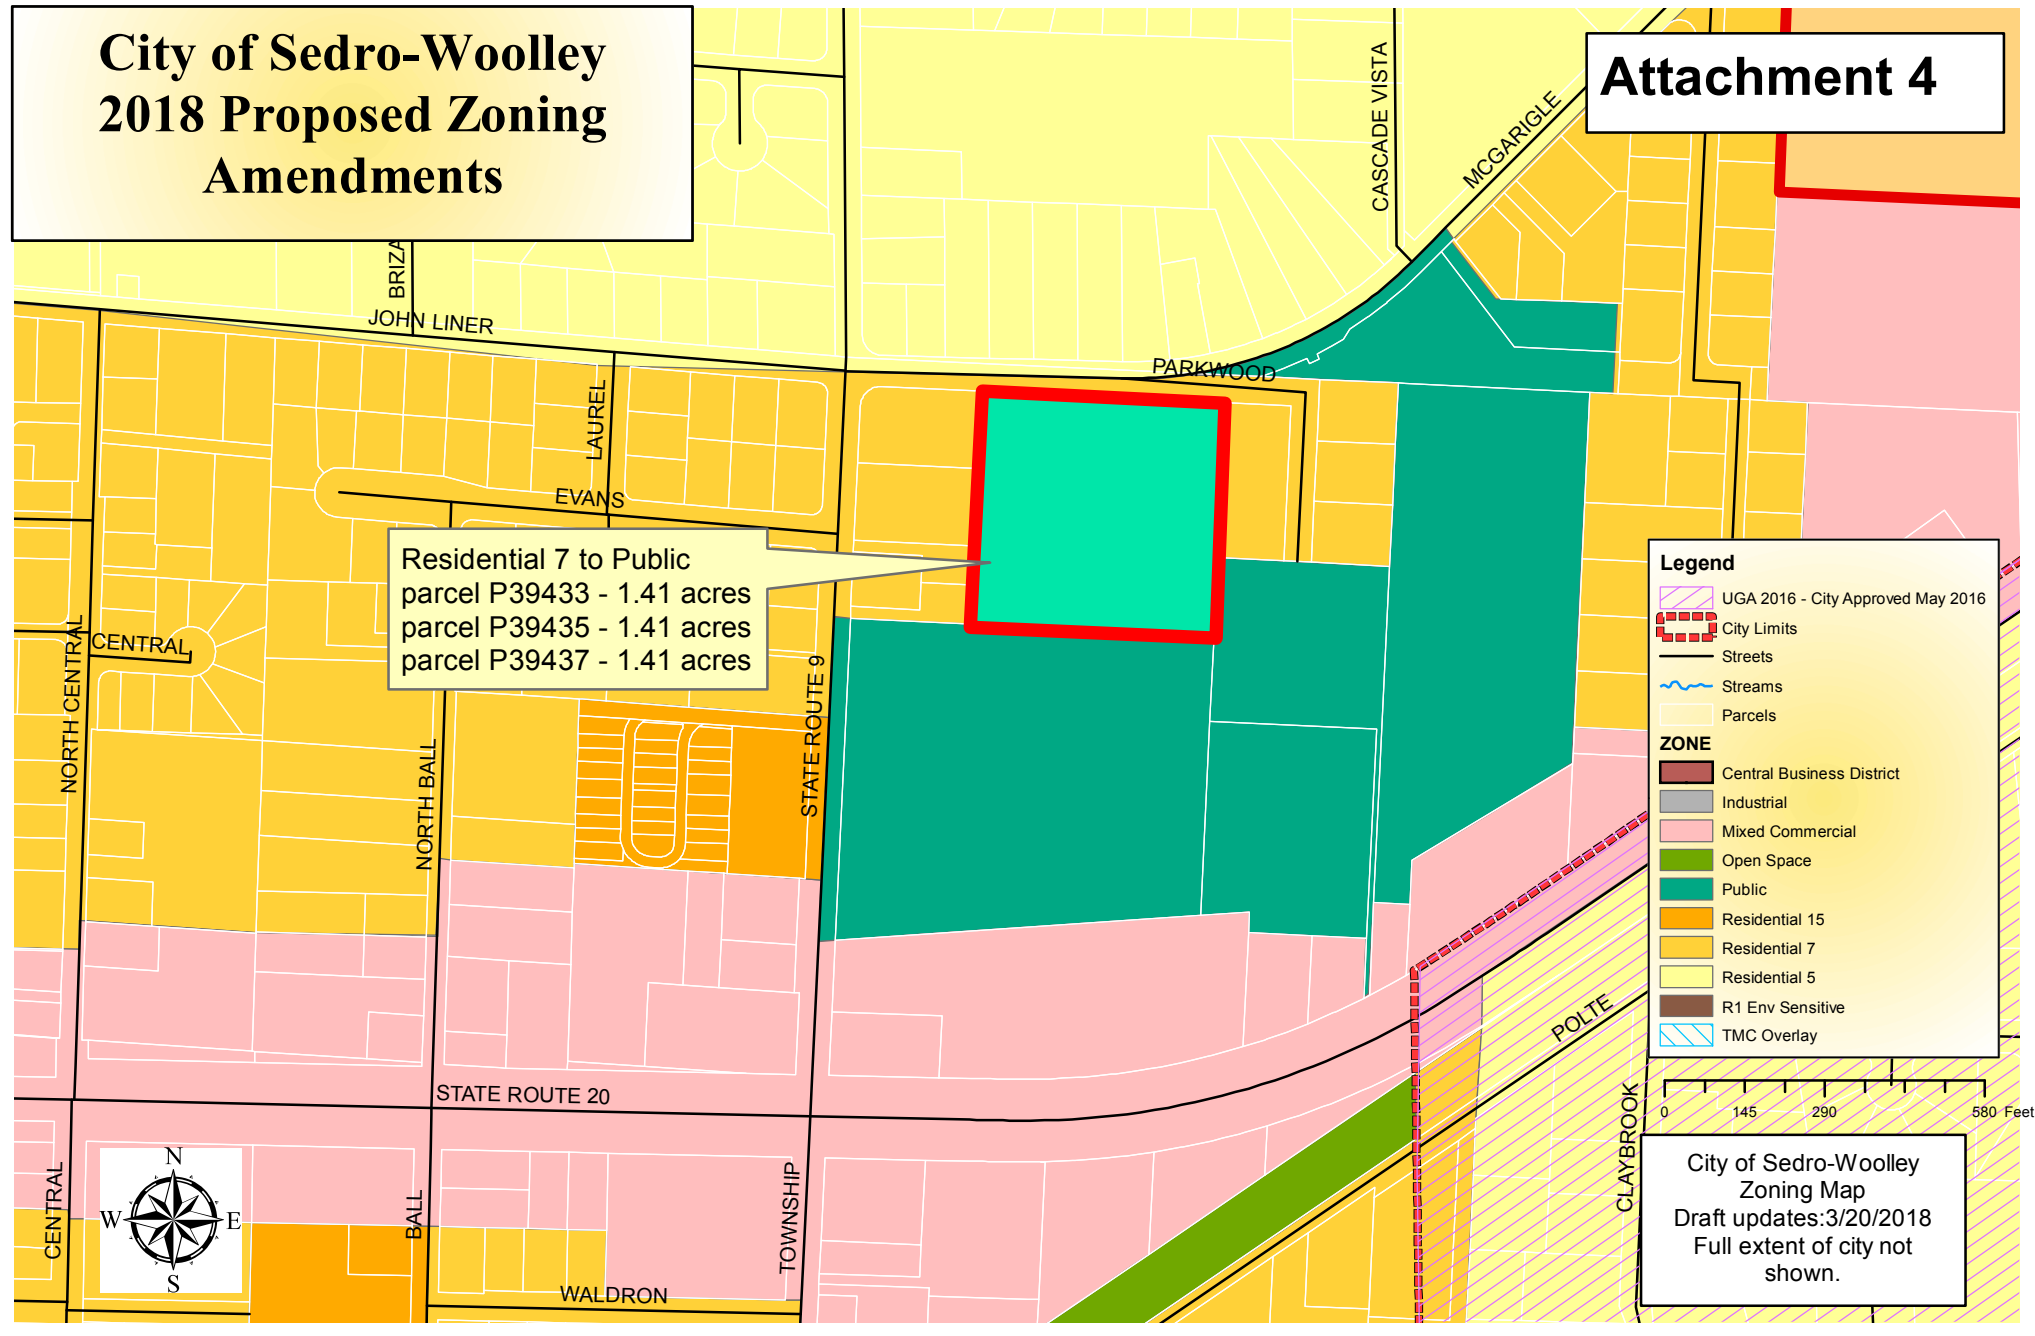 City of Sedro-Woolley
2018 Proposed Zoning
Amendments
Attachment 4
CASCADE VISTA
MCGARIGLE
BRIZA
JOHN LINER
PARKWOOD
LAUREL
EVANS
Residential 7 to Public
parcel P39433 - 1.41 acres
parcel P39435 - 1.41 acres
parcel P39437 - 1.41 acres
CENTRAL
NORTH CENTRAL
NORTH BALL
STATE ROUTE 9
Legend
UGA 2016 - City Approved May 2016
City Limits
Streets
Streams
Parcels
ZONE
Central Business District
Industrial
Mixed Commercial
Open Space
Public
Residential 15
Residential 7
Residential 5
R1 Env Sensitive
TMC Overlay
POLTE
STATE ROUTE 20
0 145 290 580 Feet
CLAYBROOK
N
W E
S
CENTRAL
BALL
TOWNSHIP
WALDRON
City of Sedro-Woolley
Zoning Map
Draft updates:3/20/2018
Full extent of city not
shown.